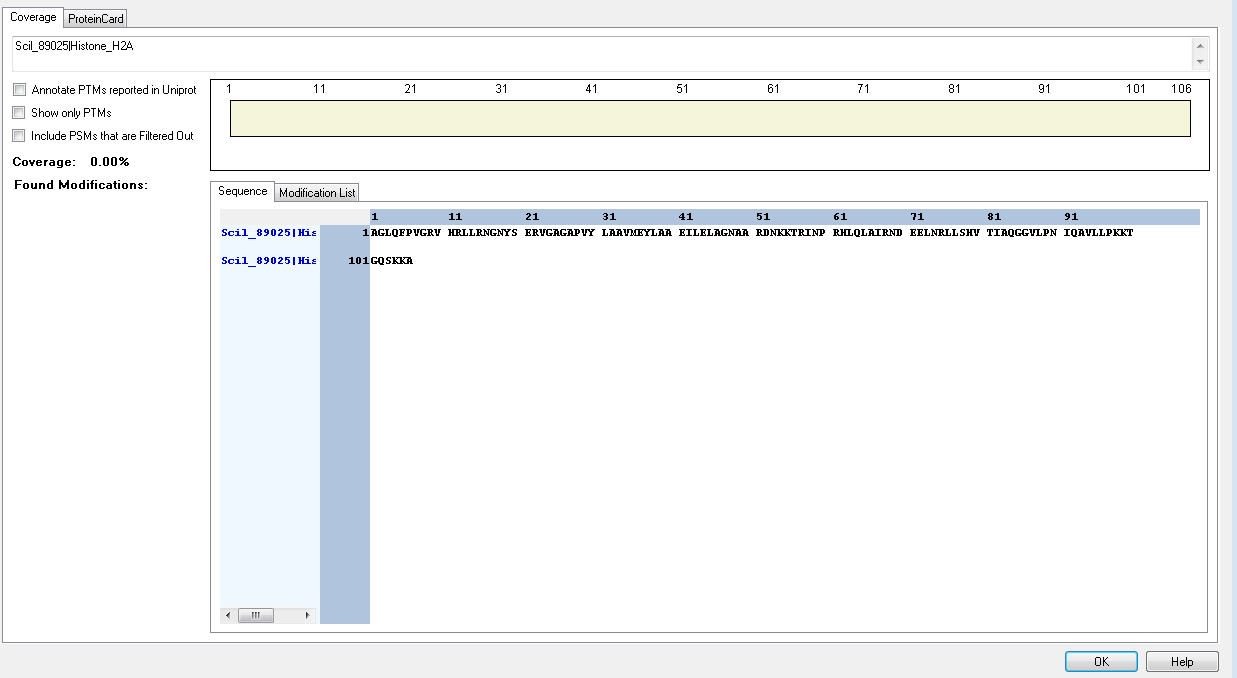 Coverage ProteinCard
Scil_89025|Histone_H2A
Annotate PTMs reported in Uniprot
Show only PTMs
Include PSMs that are Filtered Out
Coverage: 0.00%
Found Modifications:
1 11 21 31 41 51 61 71 81 91 101 106
Sequence Modification List
1 11 21 31 41 51 61 71 81 91
Scil_89025|His 1 AGLQFPVGRV HRLLRNGNYS ERVGAGAPVY LAAVMEYLAA EILELAGNAA RDNKKTRINP RHLQLAIRND EELNRLLSHV TIAQGGVLPN IQAVLLPKKT
Scil_89025|His 101 GQSKKA
OK Help